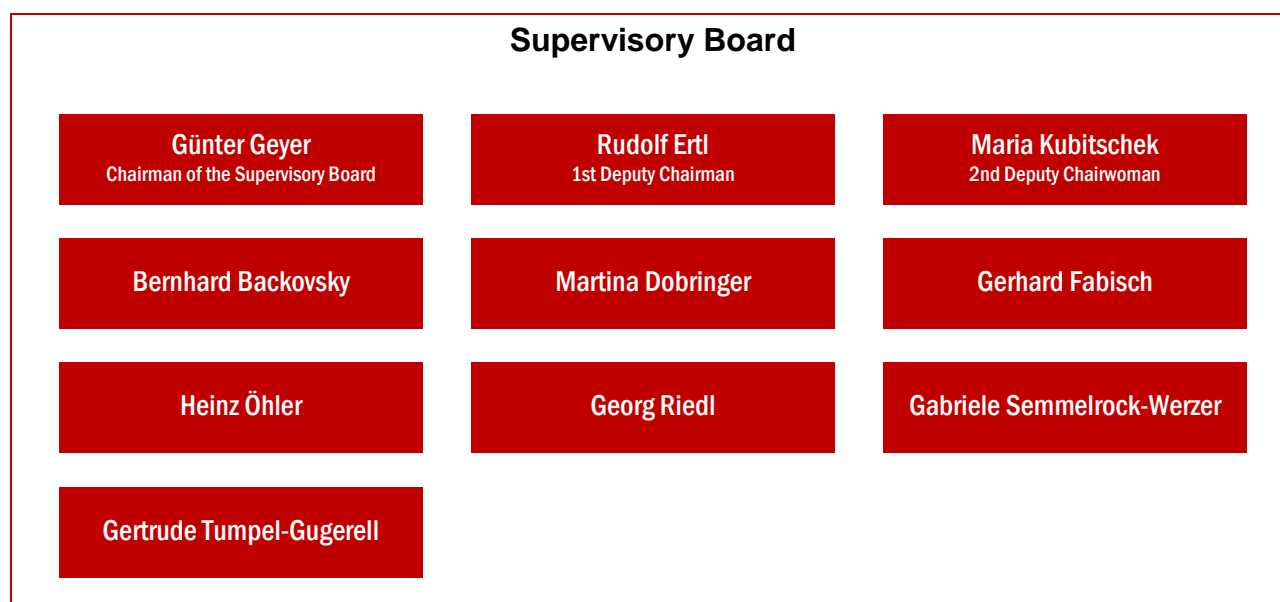 Supervisory Board
Günter Geyer
Chairman of the Supervisory Board
Rudolf Ertl
1st Deputy Chairman
Maria Kubitschek
2nd Deputy Chairwoman
Bernhard Backovsky
Martina Dobringer
Gerhard Fabisch
Heinz Öhler
Georg Riedl
Gabriele Semmelrock-Werzer
Gertrude Tumpel-Gugerell